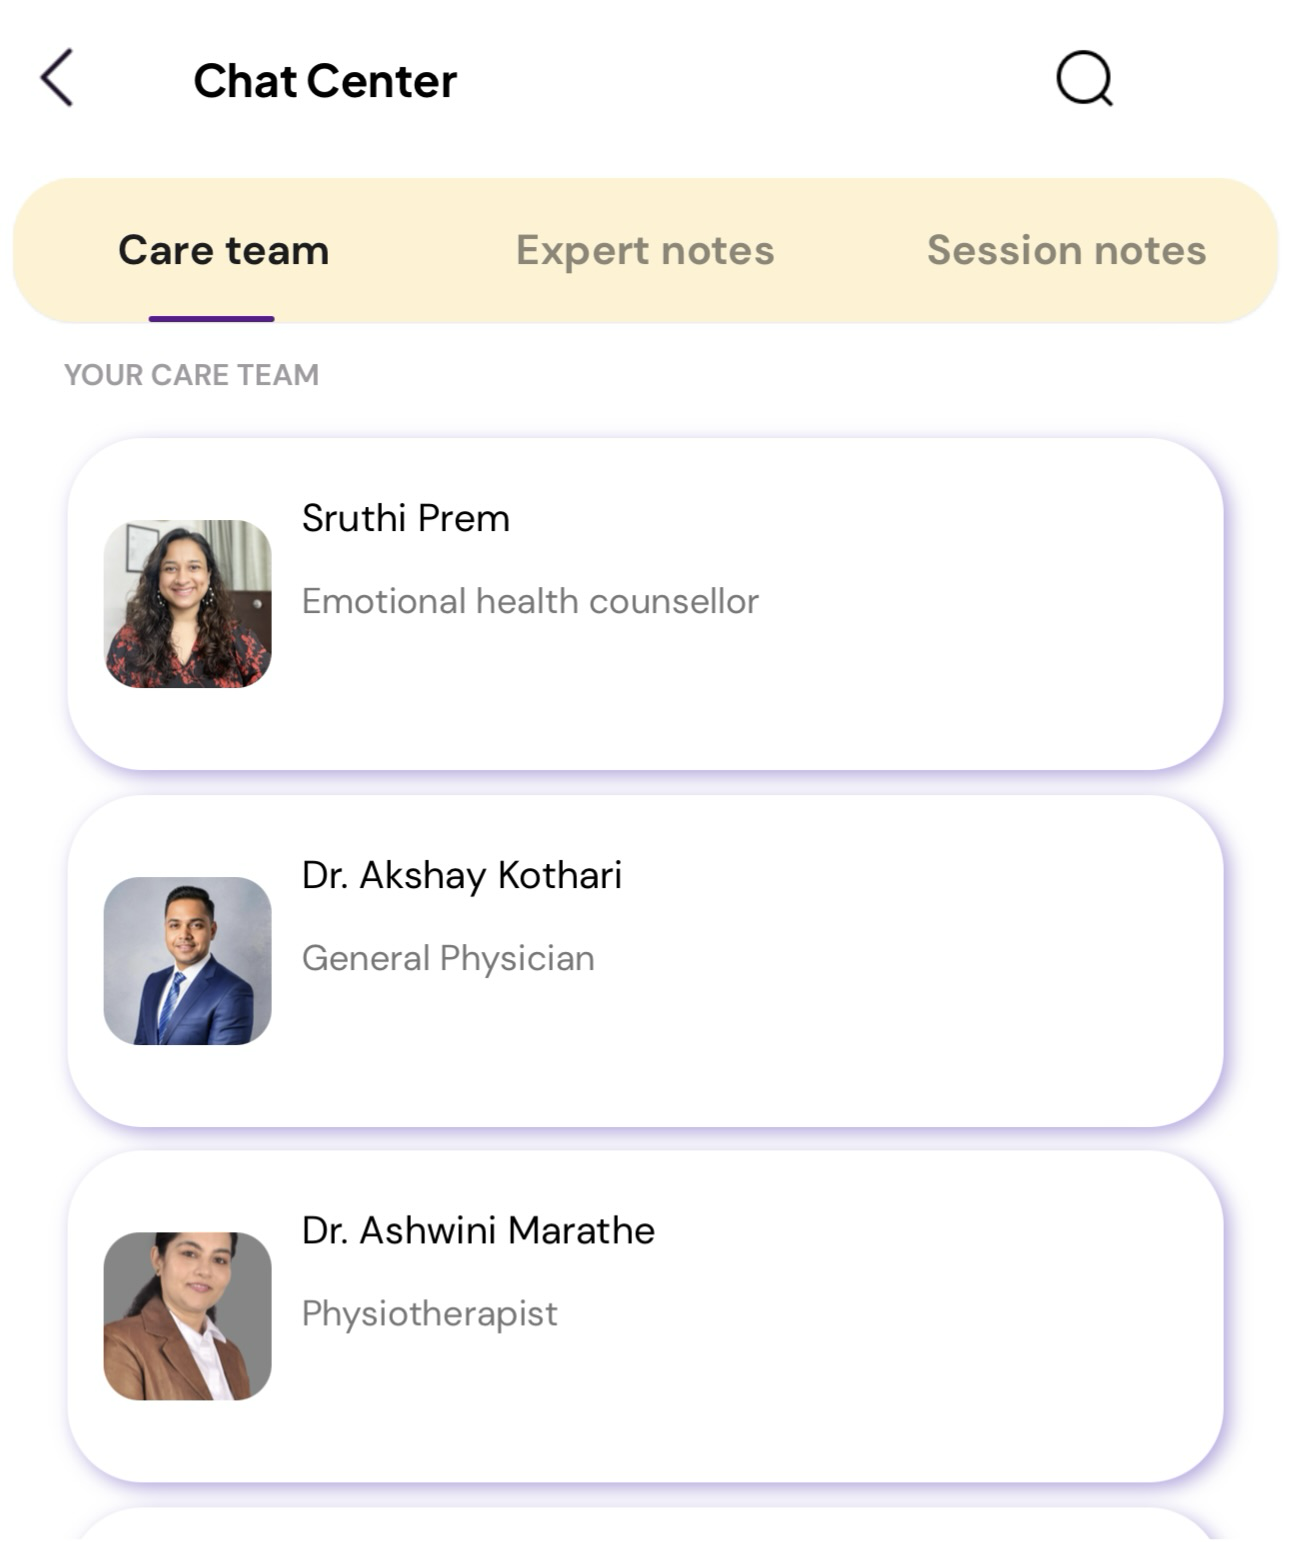 Chat Center
Care team Expert notes Session notes
YOUR CARE TEAM
Sruthi Prem
Emotional health counsellor
Dr. Akshay Kothari
General Physician
Dr. Ashwini Marathe
Physiotherapist